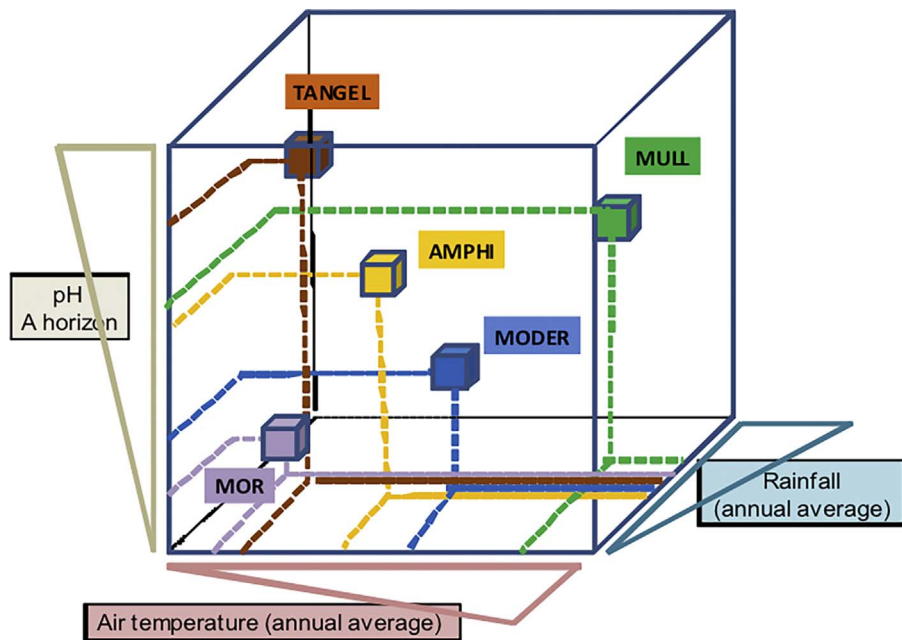 TANGEL
MULL
AMPHI
pH
A horizon
MODER
MOR
Rainfall
(annual average)
Air temperature (annual average)